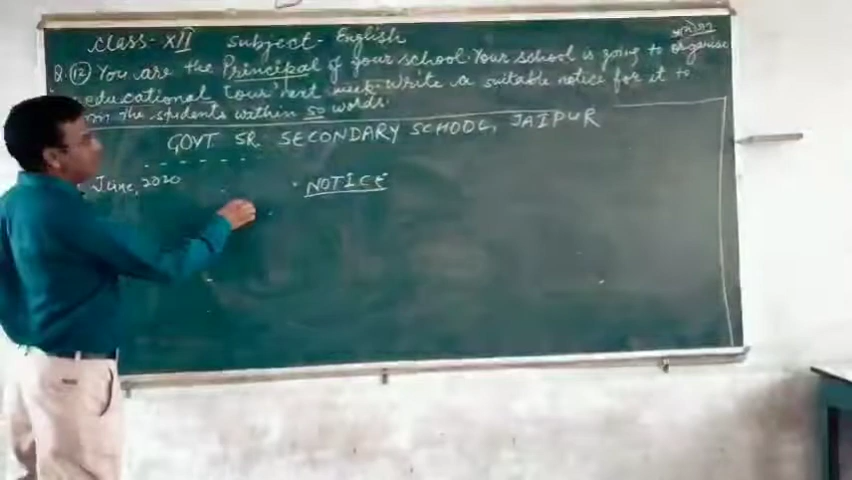 Class- XII Subject- English
Q. 12 You are the Principal of your school. Your school is going to organise
educational tour next week. Write a suitable notice for it to
the students within 50 words.
GOVT SR. SECONDARY SCHOOL, JAIPUR
June, 2020
NOTICE